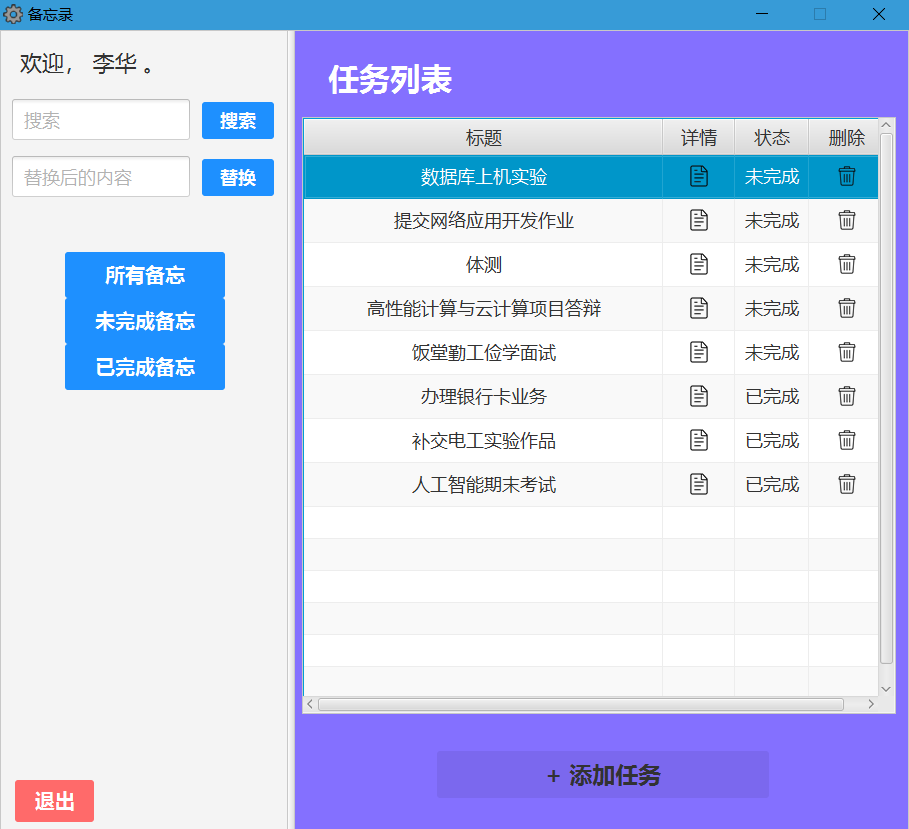 备忘录
欢迎， 李华 。
搜索 搜索
替换后的内容 替换
所有备忘
未完成备忘
已完成备忘
退出
任务列表
标题 详情 状态 删除
数据库上机实验 未完成
提交网络应用开发作业 未完成
体测 未完成
高性能计算与云计算项目答辩 未完成
饭堂勤工俭学面试 未完成
办理银行卡业务 已完成
补交电工实验作品 已完成
人工智能期末考试 已完成
+ 添加任务